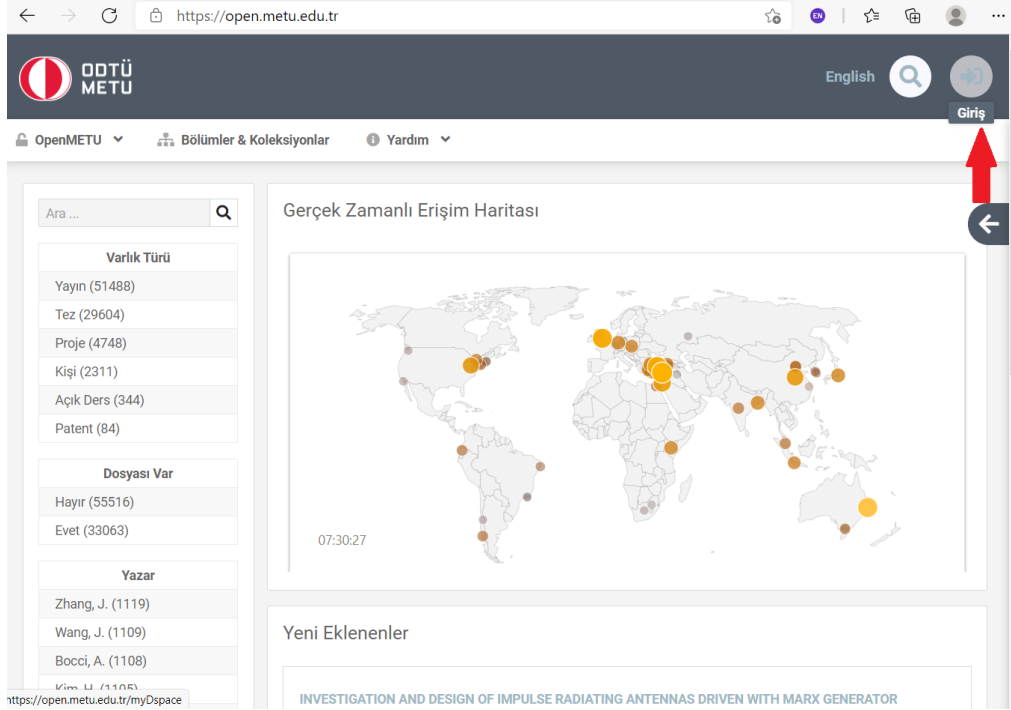 https://open.metu.edu.tr
EN
ODTÜ
METU
English
Giriş
OpenMETU
Bölümler & Koleksiyonlar
Yardım
Ara ...
Varlık Türü
Yayın (51488)
Tez (29604)
Proje (4748)
Kişi (2311)
Açık Ders (344)
Patent (84)
Dosyası Var
Hayır (55516)
Evet (33063)
Yazar
Zhang, J. (1119)
Wang, J. (1109)
Bocci, A. (1108)
Kim, H. (1105)
https://open.metu.edu.tr/myDspace
Gerçek Zamanlı Erişim Haritası
07:30:27
Yeni Eklenenler
INVESTIGATION AND DESIGN OF IMPULSE RADIATING ANTENNAS DRIVEN WITH MARX GENERATOR